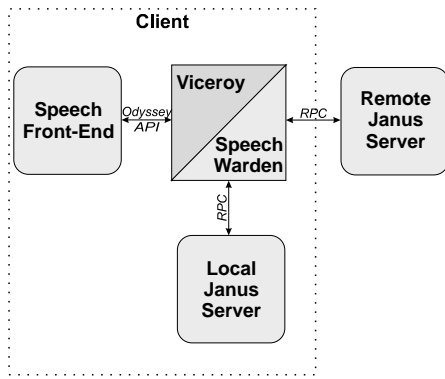 Client
Speech
Front-End
Odyssey
API
Viceroy
Speech
Warden
RPC
Remote
Janus
Server
RPC
Local
Janus
Server